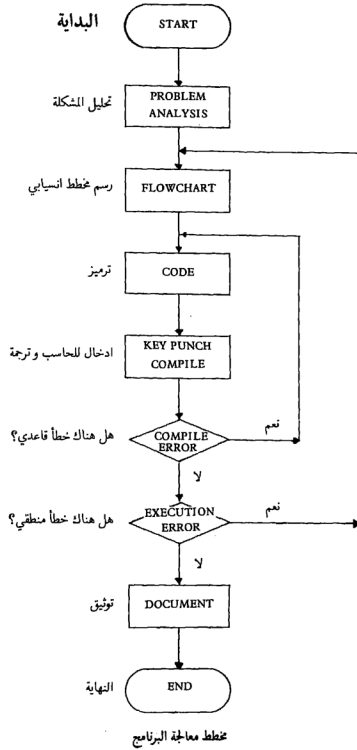 البداية
START
تحليل المشكلة
PROBLEM
ANALYSIS
رسم مخطط انسيابي
FLOWCHART
ترميز
CODE
ادخال للحاسب وترجمة
KEY PUNCH
COMPILE
هل هناك خطأ قاعدي؟
COMPILE
ERROR
نعم
لا
هل هناك خطأ منطقي؟
EXECUTION
ERROR
نعم
لا
توثيق
DOCUMENT
النهاية
END
مخطط معالجة البرنامج